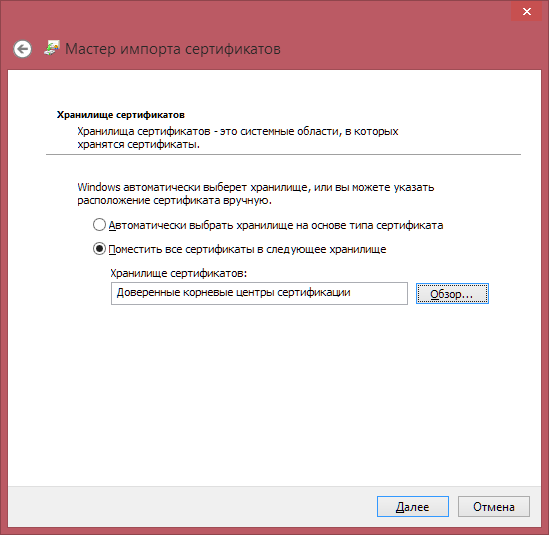 Мастер импорта сертификатов
Хранилище сертификатов
Хранилища сертификатов - это системные области, в которых
хранятся сертификаты.
Windows автоматически выберет хранилище, или вы можете указать
расположение сертификата вручную.
Автоматически выбрать хранилище на основе типа сертификата
Поместить все сертификаты в следующее хранилище
Хранилище сертификатов:
Доверенные корневые центры сертификации
Обзор...
Далее
Отмена